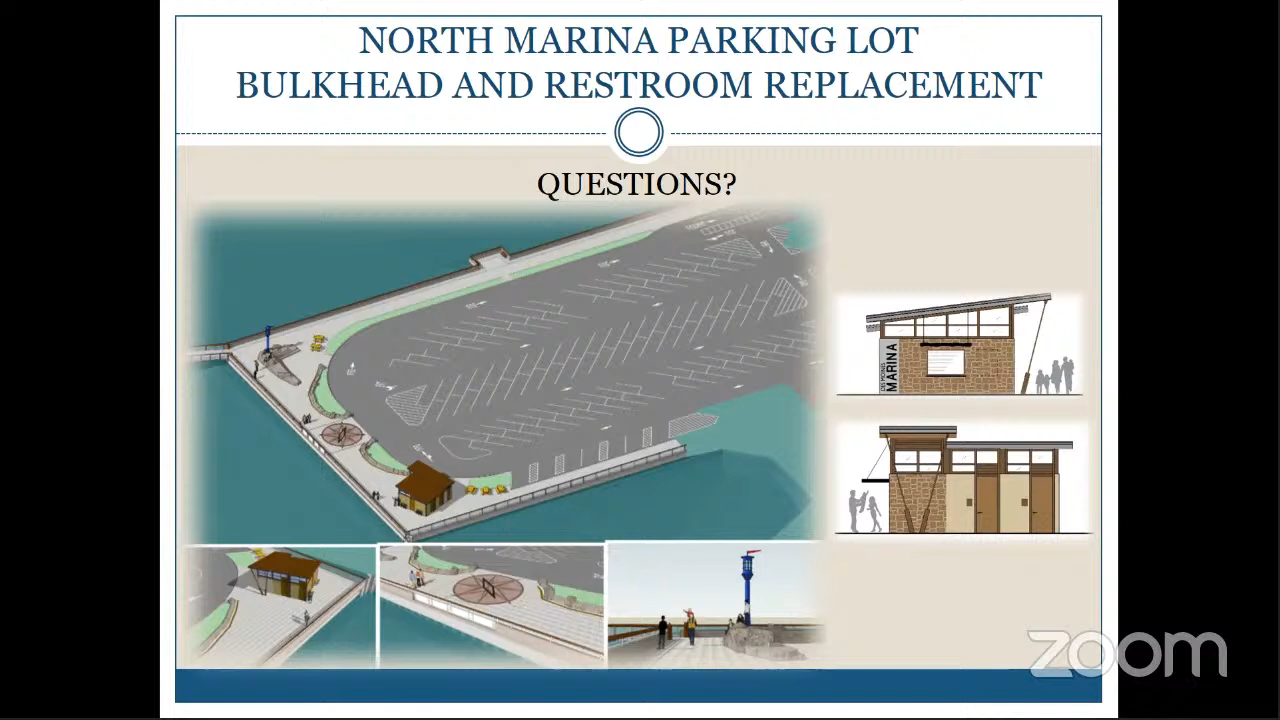 NORTH MARINA PARKING LOT
BULKHEAD AND RESTROOM REPLACEMENT
QUESTIONS?
MARINA
zoom